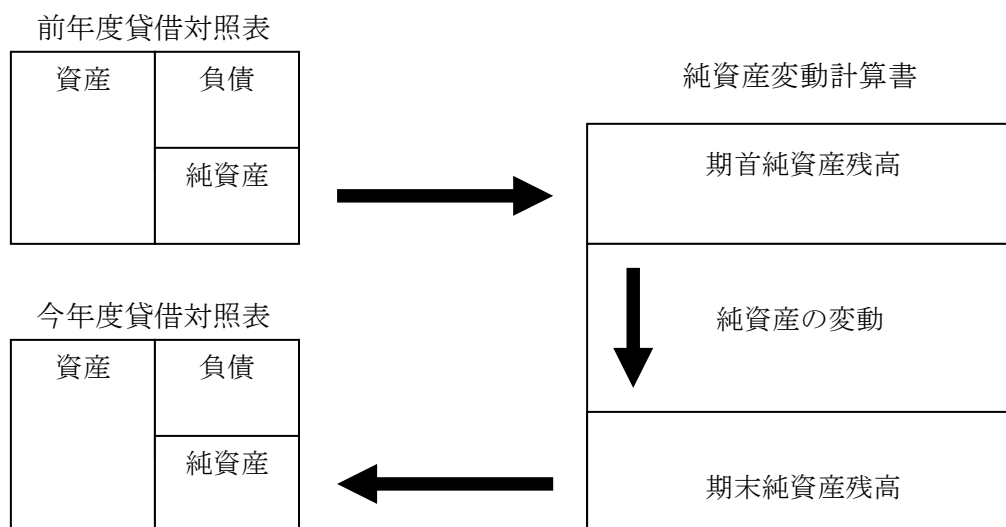 前年度貸借対照表
資産
負債
純資産
純資産変動計算書
期首純資産残高
純資産の変動
期末純資産残高
今年度貸借対照表
資産
負債
純資産